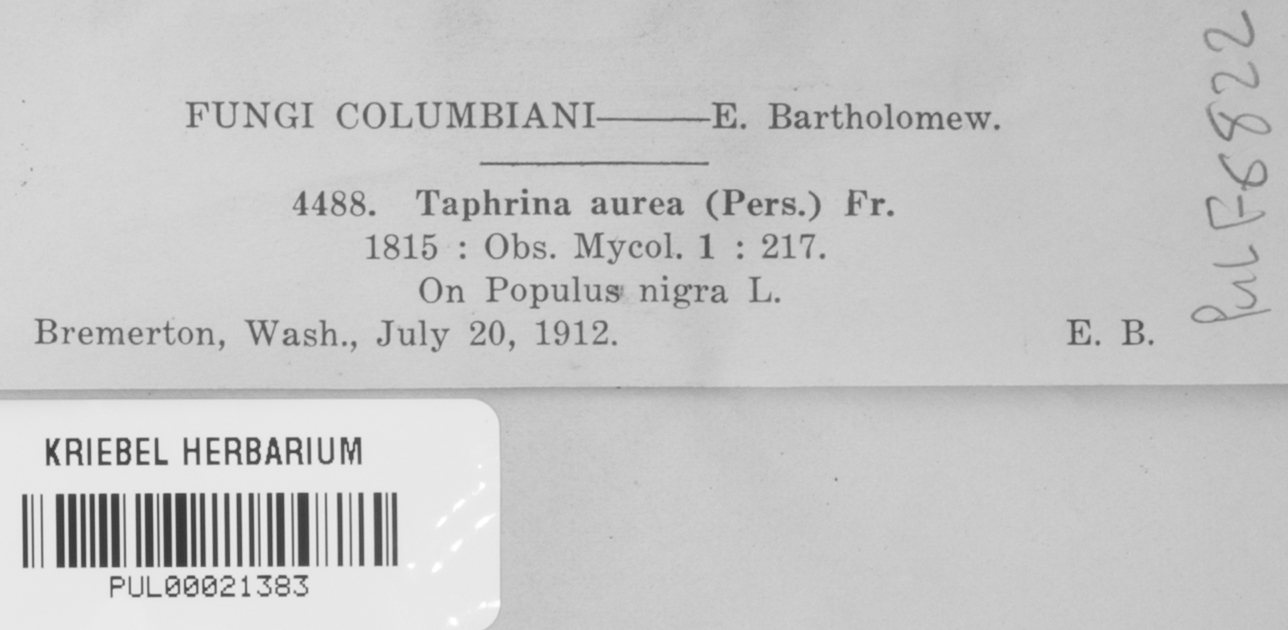 FUNGI COLUMBIANI——E. Bartholomew.
4488. Taphrina aurea (Pers.) Fr.
1815 : Obs. Mycol. 1 : 217.
On Populus nigra L.
Bremerton, Wash., July 20, 1912. E. B.
PUL F6822
KRIEBEL HERBARIUM
PUL00021383